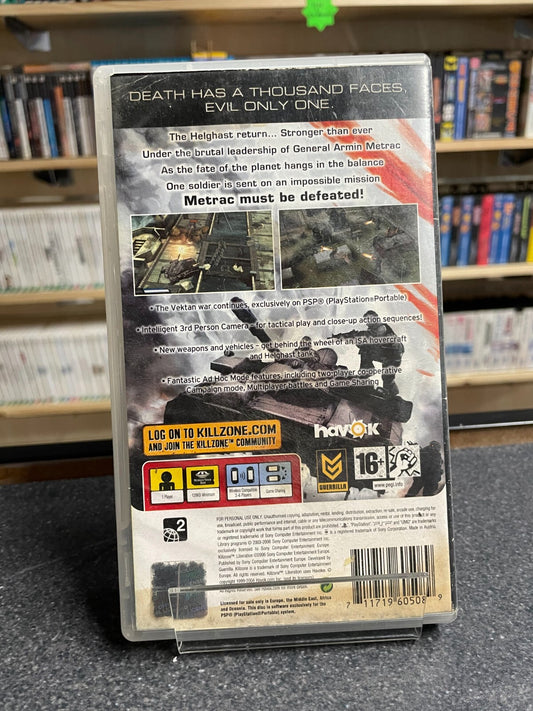 DEATH HAS A THOUSAND FACES,
EVIL ONLY ONE.
The Helghast return... Stronger than ever
Under the brutal leadership of General Armin Metrac
As the fate of the planet hangs in the balance
One soldier is sent on an impossible mission
Metrac must be defeated!
• The Vektan war continues, exclusively on PSP® (PlayStation®Portable)
• Intelligent 3rd Person Camera – for tactical play and close-up action sequences!
• New weapons and vehicles – get behind the wheel of an ISA hovercraft
and Helghast tank
• Fantastic Ad Hoc Mode features, including two-player co-operative
Campaign mode, Multiplayer battles and Game Sharing
LOG ON TO KILLZONE.COM
AND JOIN THE KILLZONE™ COMMUNITY
havok
GUERRILLA
16+
www.pegi.info
1 Player
Wireless Compatible
2-6 Players
Game Sharing
2
Licensed for sale only in Europe, the Middle East, Africa
and Oceania. This disc is software exclusively for the
PSP® (PlayStation®Portable) system.
7 11719 60508 9